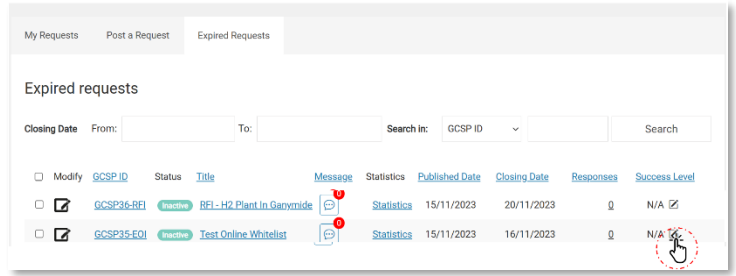 My Requests Post a Request Expired Requests
Expired requests
Closing Date From: To: Search in: GCSP ID Search
Modify GCSP ID Status Title Message Statistics Published Date Closing Date Responses Success Level
GCSP36-RFI Inactive RFI - H2 Plant In Ganymide 0 Statistics 15/11/2023 20/11/2023 0 N/A
GCSP35-EOI Inactive Test Online Whitelist 0 Statistics 15/11/2023 16/11/2023 0 N/A